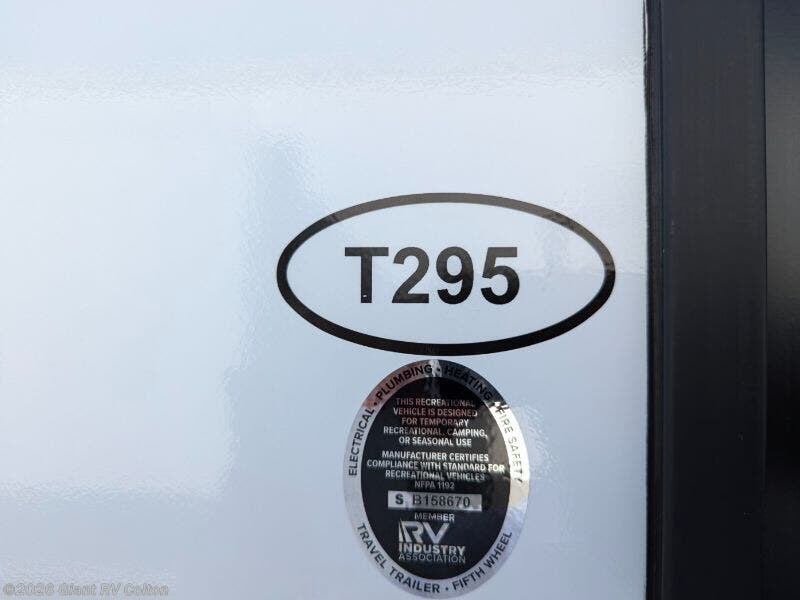 T295
ELECTRICAL • PLUMBING • HEATING • FIRE SAFETY
THIS RECREATIONAL
VEHICLE IS DESIGNED
FOR TEMPORARY
RECREATIONAL, CAMPING,
OR SEASONAL USE
MANUFACTURER CERTIFIES
COMPLIANCE WITH STANDARD FOR
RECREATIONAL VEHICLES
NFPA 1192
S B158670
MEMBER
RV
INDUSTRY
ASSOCIATION
TRAVEL TRAILER • FIFTH WHEEL
©2026 Giant RV Colton